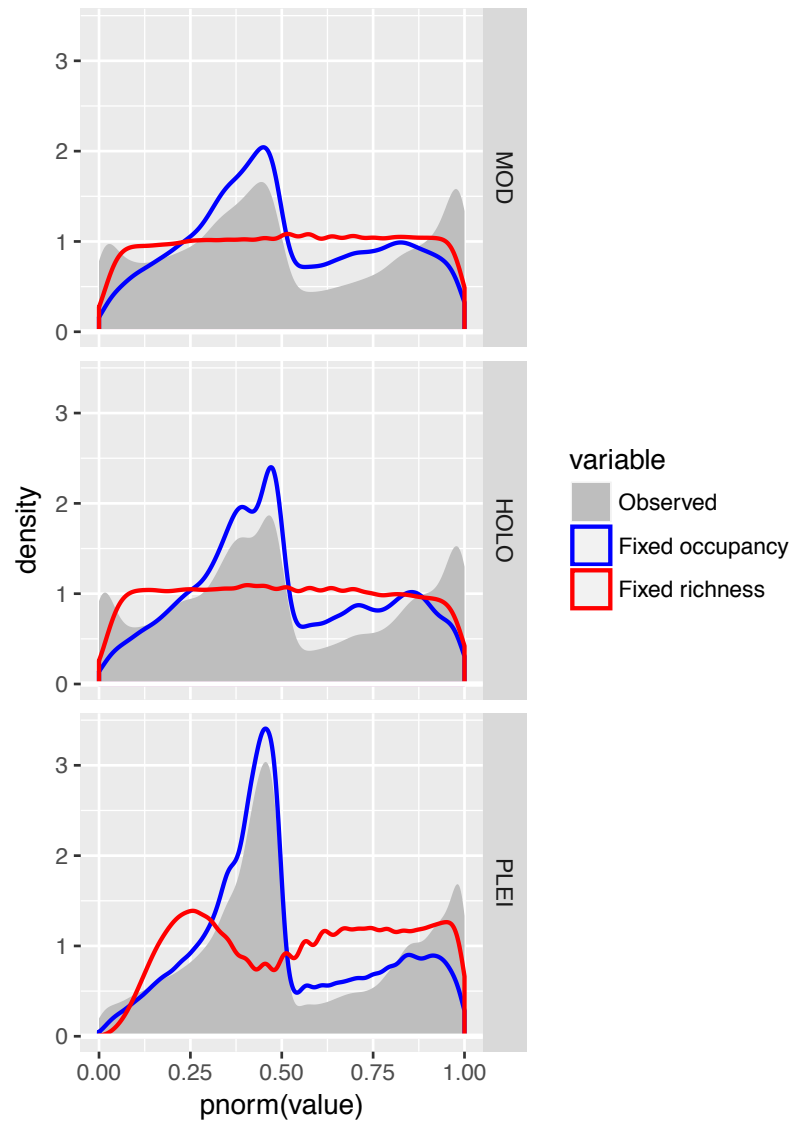 density
3
2
1
0
MOD
3
2
1
0
HOLO
3
2
1
0
PLEI
0.00 0.25 0.50 0.75 1.00
pnorm(value)
variable
Observed
Fixed occupancy
Fixed richness